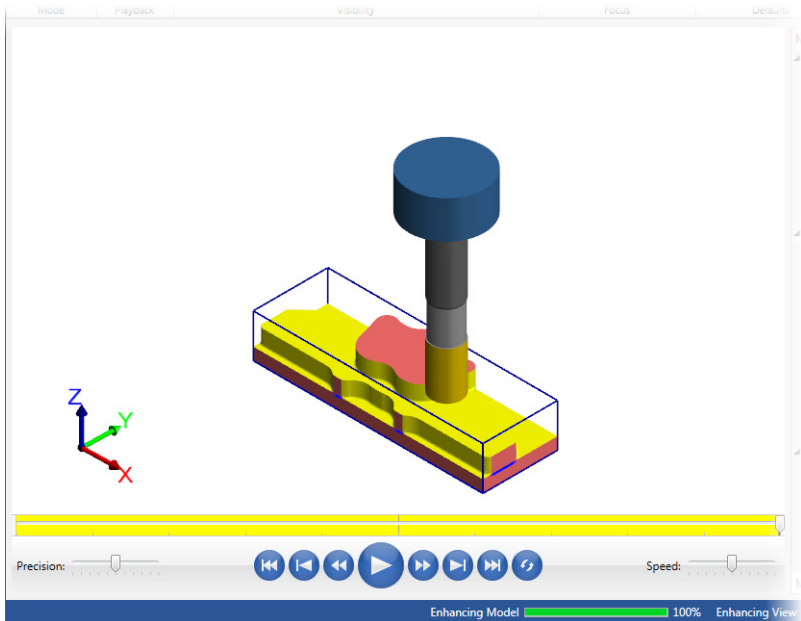 Mode Playback Visibility Focus Defaults
Z
Y
X
Precision:
Speed:
Enhancing Model 100% Enhancing View